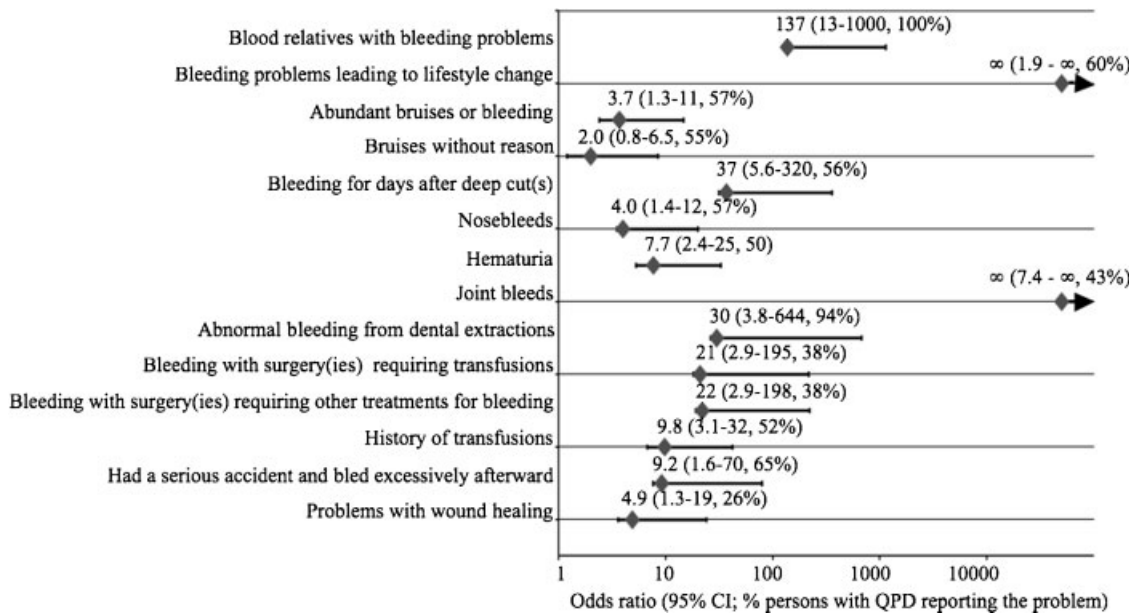 137 (13-1000, 100%)
Blood relatives with bleeding problems
∞ (1.9 - ∞, 60%)
Bleeding problems leading to lifestyle change
3.7 (1.3-11, 57%)
Abundant bruises or bleeding
2.0 (0.8-6.5, 55%)
Bruises without reason
37 (5.6-320, 56%)
Bleeding for days after deep cut(s)
4.0 (1.4-12, 57%)
Nosebleeds
7.7 (2.4-25, 50)
Hematuria
∞ (7.4 - ∞, 43%)
Joint bleeds
30 (3.8-644, 94%)
Abnormal bleeding from dental extractions
21 (2.9-195, 38%)
Bleeding with surgery(ies) requiring transfusions
22 (2.9-198, 38%)
Bleeding with surgery(ies) requiring other treatments for bleeding
9.8 (3.1-32, 52%)
History of transfusions
9.2 (1.6-70, 65%)
Had a serious accident and bled excessively afterward
4.9 (1.3-19, 26%)
Problems with wound healing
1 10 100 1000 10000
Odds ratio (95% CI; % persons with QPD reporting the problem)